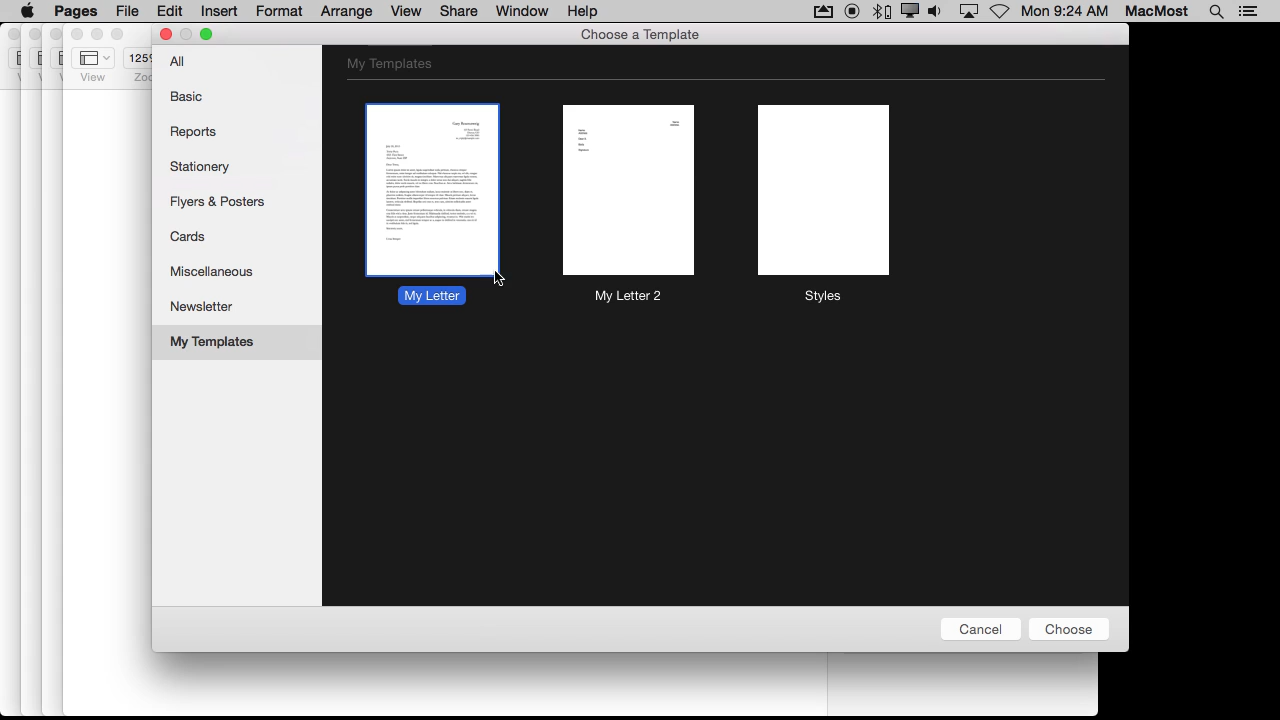 Pages File Edit Insert Format Arrange View Share Window Help Mon 9:24 AM MacMost
Choose a Template
125%
View Zoo
All
Basic
Reports
Stationery
Flyers & Posters
Cards
Miscellaneous
Newsletter
My Templates
My Templates
My Letter
My Letter 2
Styles
Cancel
Choose